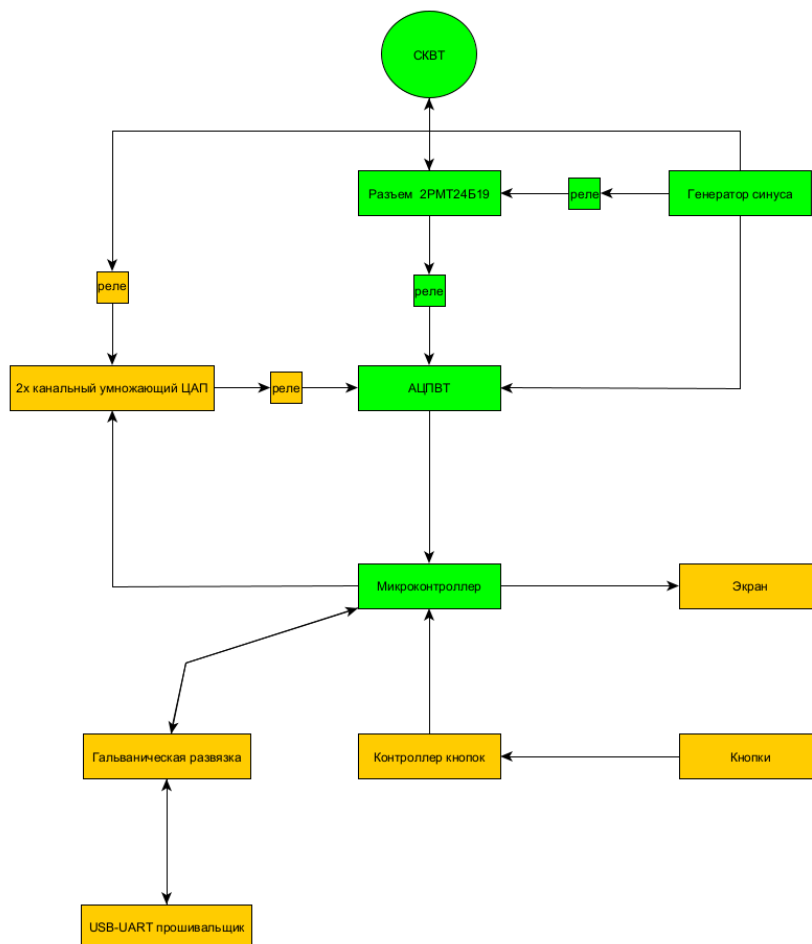 СКВТ
Разъем 2РМТ24Б19
реле
Генератор синуса
реле
реле
2х канальный умножающий ЦАП
реле
АЦПВТ
Микроконтроллер
Экран
Гальваническая развязка
Контроллер кнопок
Кнопки
USB-UART прошивальщик